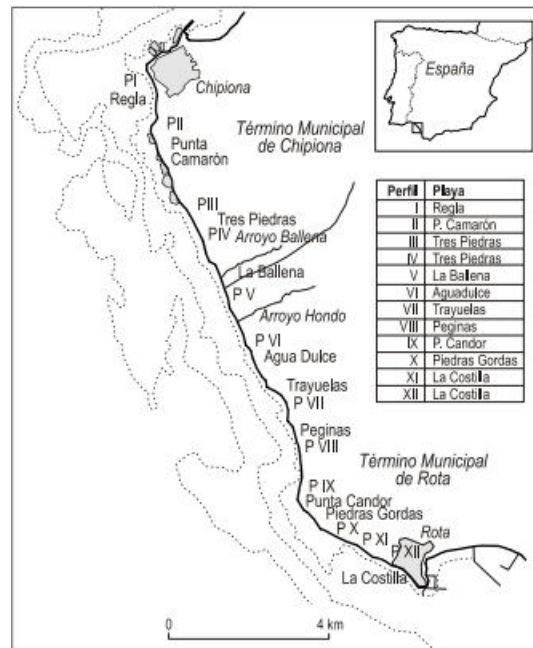 PI
Regla
Chipiona
PII
Punta
Camarón
Término Municipal
de Chipiona
PIII
Tres Piedras
PIV
Arroyo Ballena
La Ballena
P V
Arroyo Hondo
P VI
Agua Dulce
Trayuelas
P VII
Peginas
P VIII
Término Municipal
de Rota
P IX
Punta Candor
Piedras Gordas
P X
P XI
Rota
P XII
La Costilla
0 4 km
España
Perfil Playa
I Regla
II P. Camarón
III Tres Piedras
IV Tres Piedras
V La Ballena
VI Aguadulce
VII Trayuelas
VIII Peginas
IX P. Candor
X Piedras Gordas
XI La Costilla
XII La Costilla